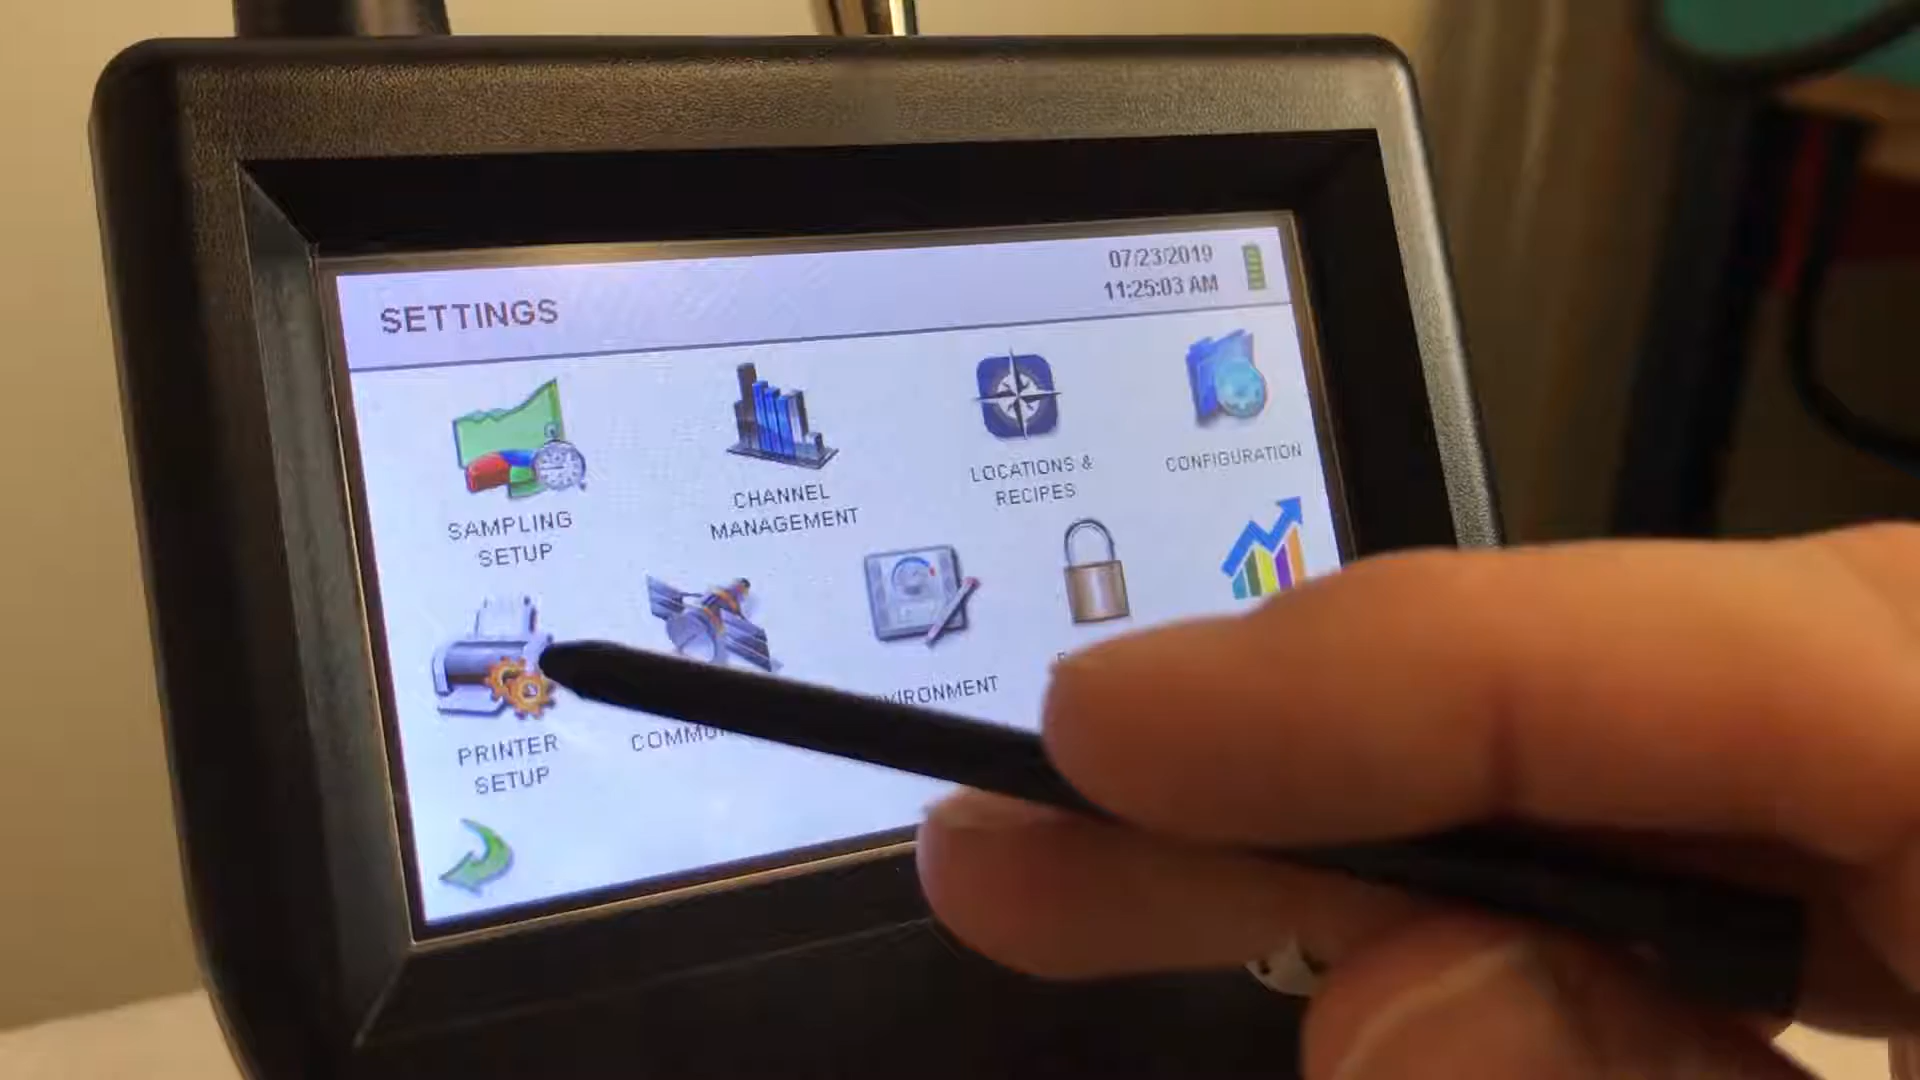 SETTINGS
07/23/2019
11:25:03 AM
SAMPLING
SETUP
CHANNEL
MANAGEMENT
LOCATIONS &
RECIPES
CONFIGURATION
PRINTER
SETUP